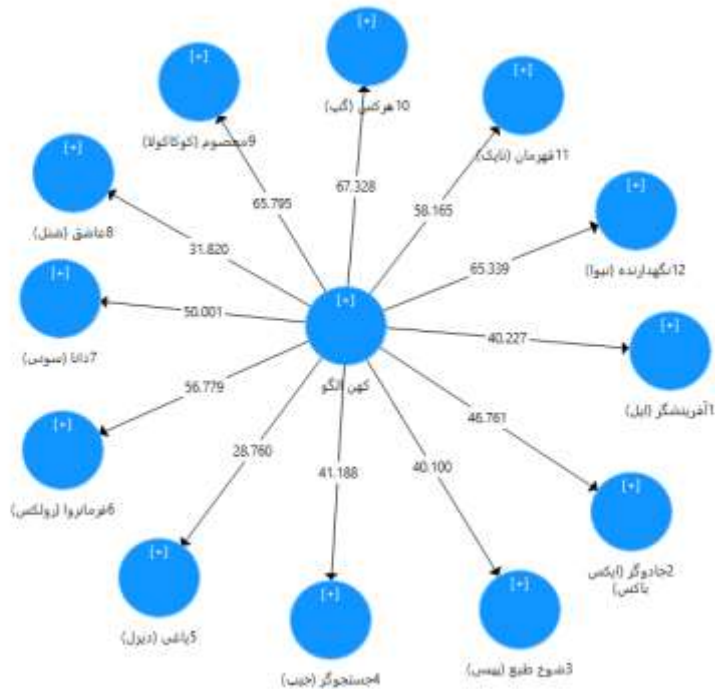 [+]
10هرکس (گپ)
[+]
9معصوم (کوکاکولا)
[+]
11قهرمان (نایک)
[+]
8عاشق (شنل)
[+]
12نگهدارنده (نیوا)
67.328
65.795
58.165
31.820
65.339
[+]
7دانا (سونی)
50.001
[+]
کهن الگو
40.227
[+]
1آفرینشگر (اپل)
56.779
46.761
[+]
6فرمانروا (رولکس)
28.760
41.188
40.100
[+]
2جادوگر (ایکس
باکس)
[+]
5یاغی (دیزل)
[+]
4جستجوگر (جیپ)
[+]
3شوخ طبع (پپسی)